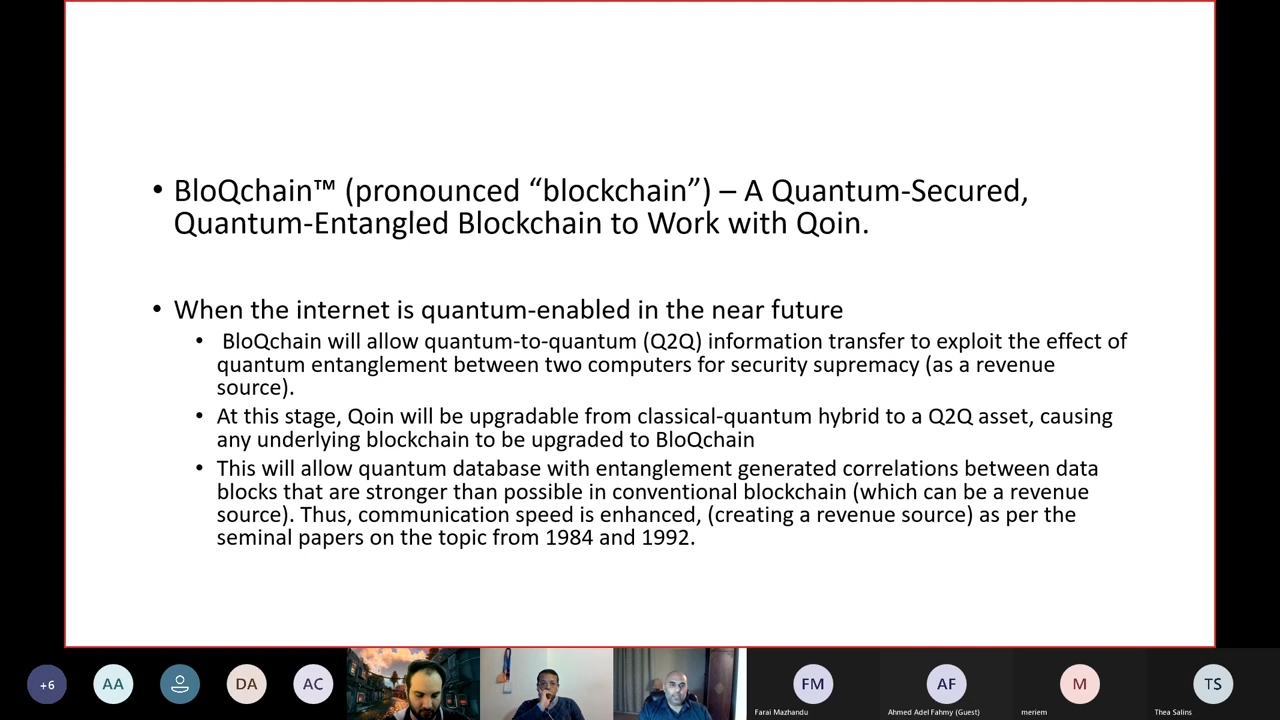 • BloQchain™ (pronounced “blockchain”) – A Quantum-Secured,
Quantum-Entangled Blockchain to Work with Qoin.
• When the internet is quantum-enabled in the near future
• BloQchain will allow quantum-to-quantum (Q2Q) information transfer to exploit the effect of
quantum entanglement between two computers for security supremacy (as a revenue
source).
• At this stage, Qoin will be upgradable from classical-quantum hybrid to a Q2Q asset, causing
any underlying blockchain to be upgraded to BloQchain
• This will allow quantum database with entanglement generated correlations between data
blocks that are stronger than possible in conventional blockchain (which can be a revenue
source). Thus, communication speed is enhanced, (creating a revenue source) as per the
seminal papers on the topic from 1984 and 1992.
+6 AA DA AC FM AF M TS
Farai Mazhandu Ahmed Adel Fahmy (Guest) meriem Thea Salins